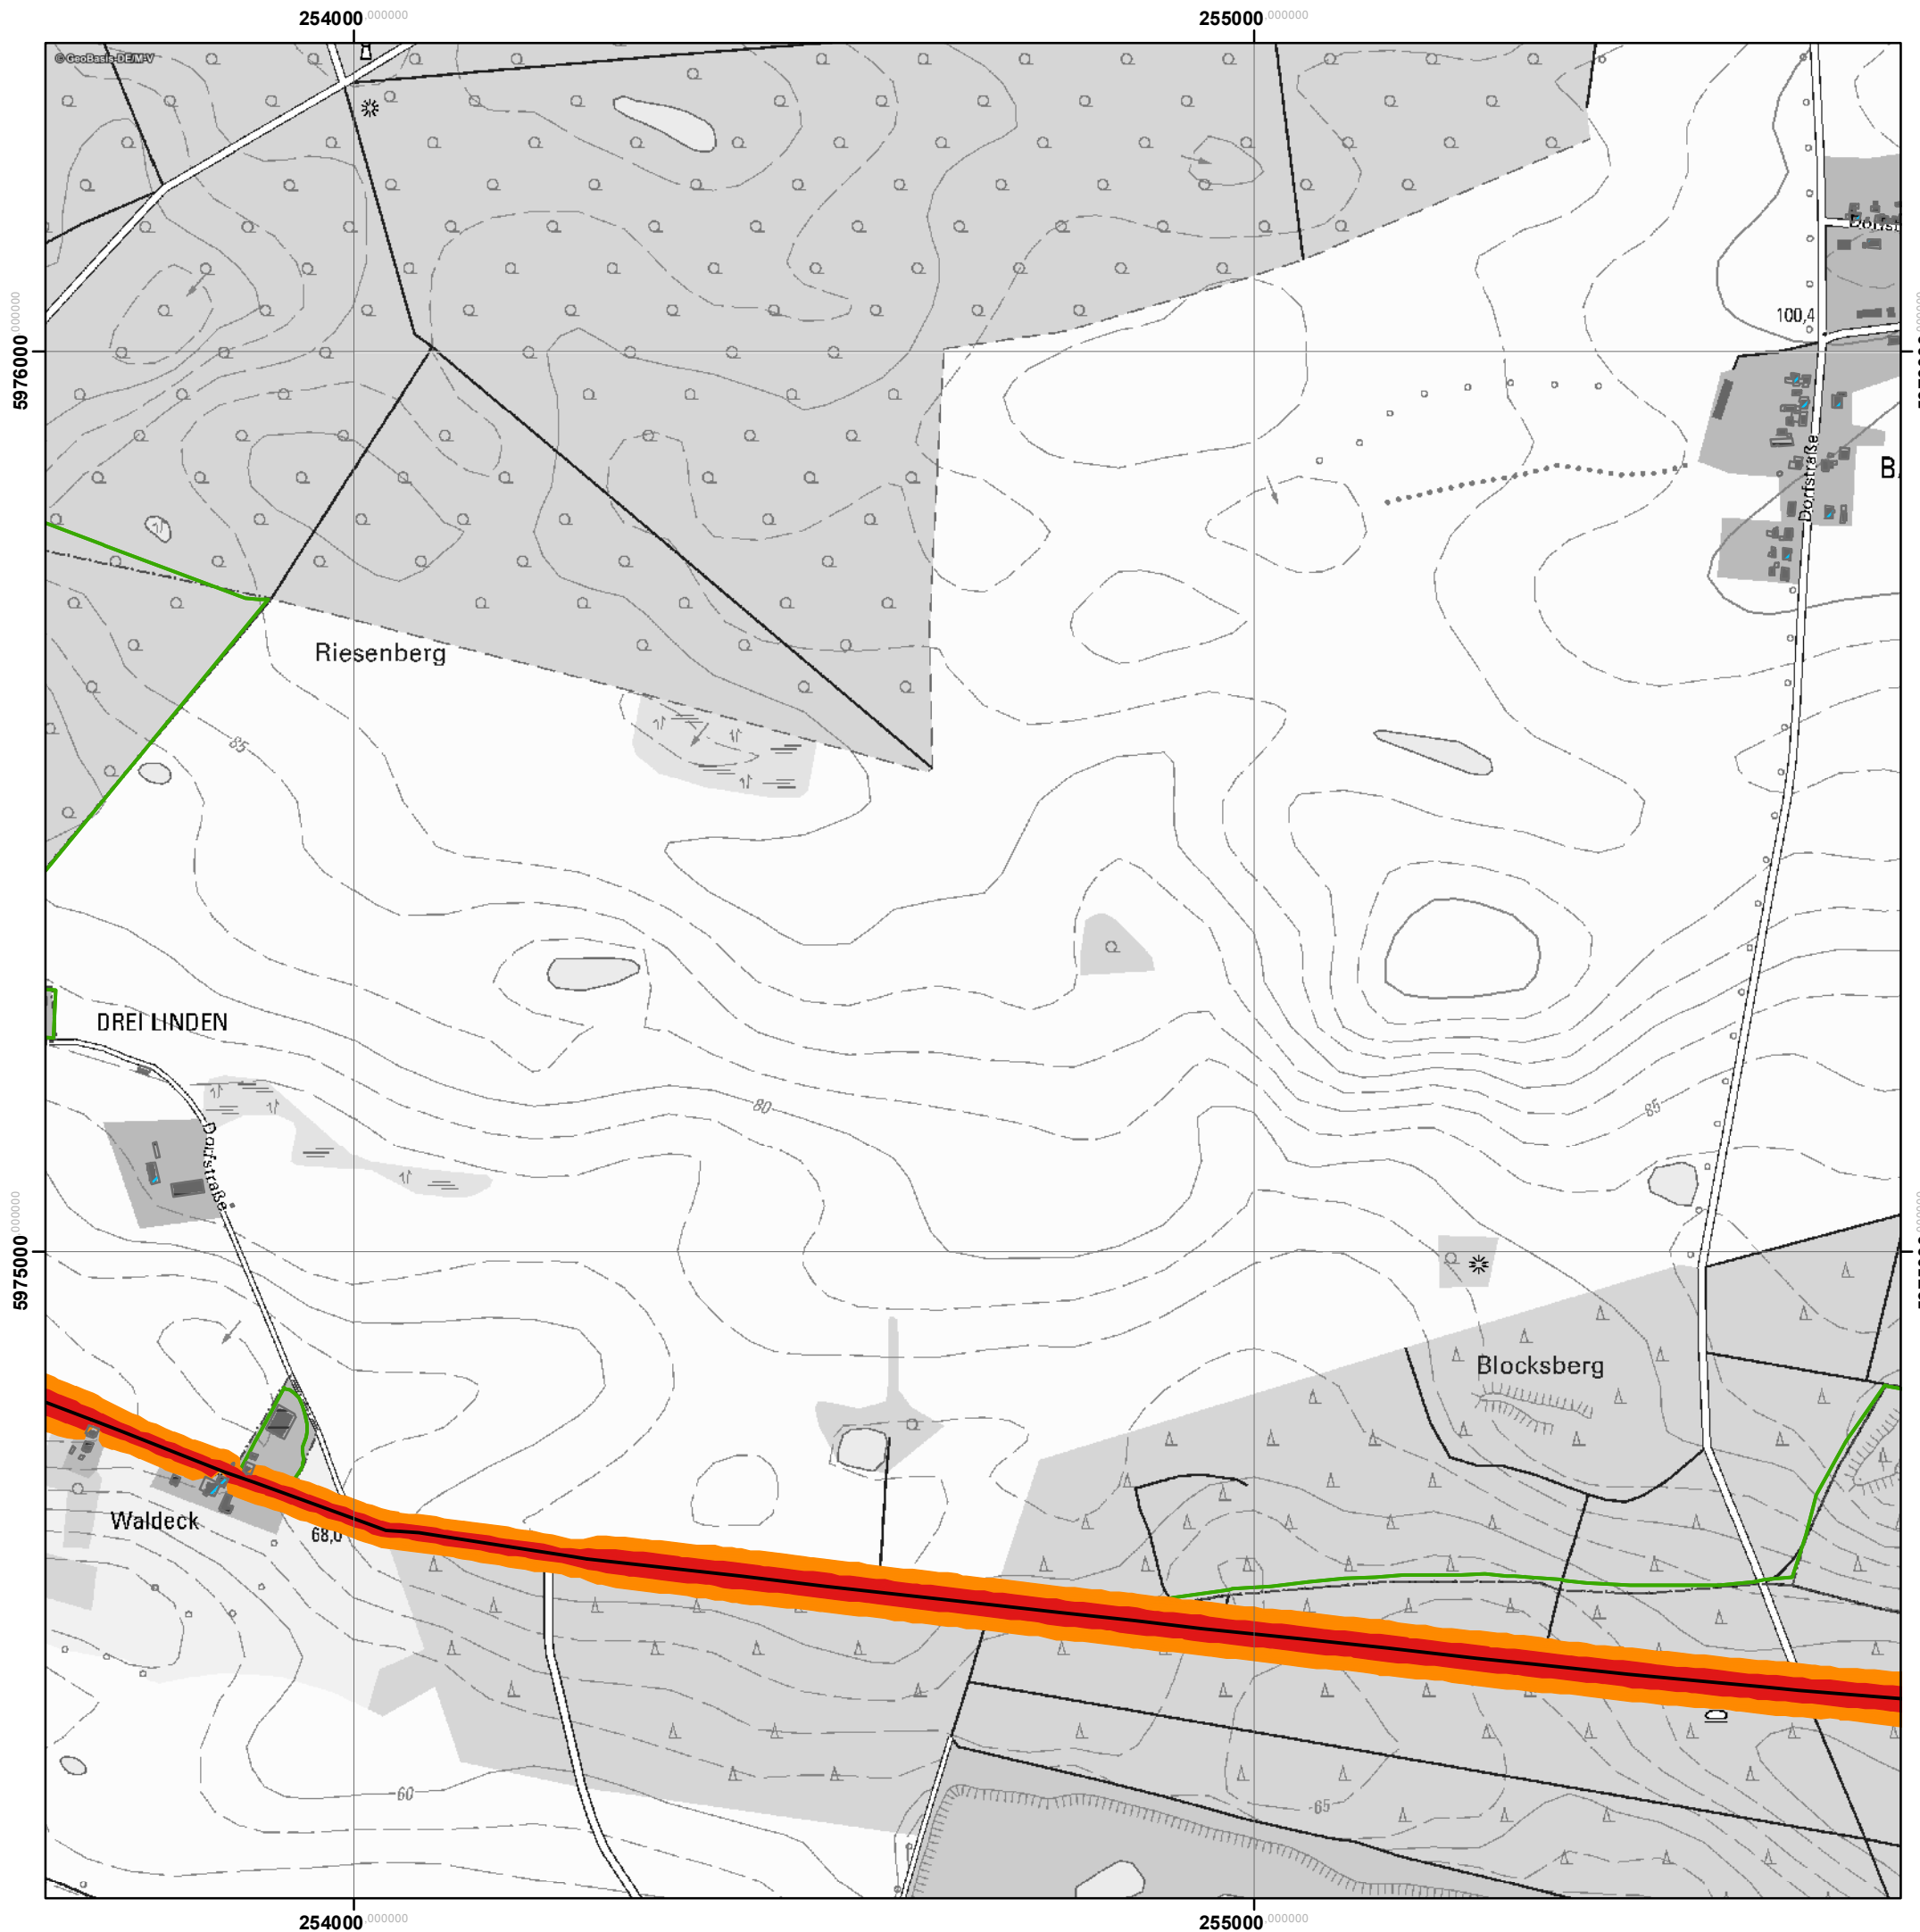 254000,000000 255000,000000
© GeoBasis-DE/M-V
Dorfst
100,4
5976000,000000
Dorfstraße
B
Riesenberg
85
DREI LINDEN
80
85
Dorfstraße
5975000,000000
Blocksberg
Waldeck
68,0
60
65
254000,000000 255000,000000